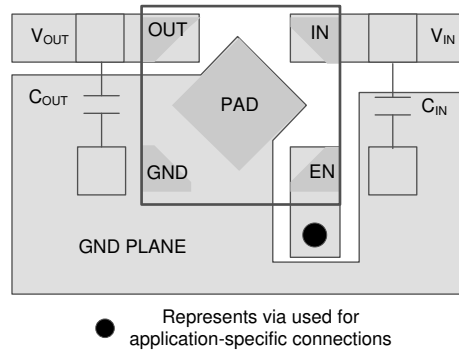 VOUT
OUT
IN
VIN
COUT
PAD
CIN
GND
EN
GND PLANE
Represents via used for
application-specific connections